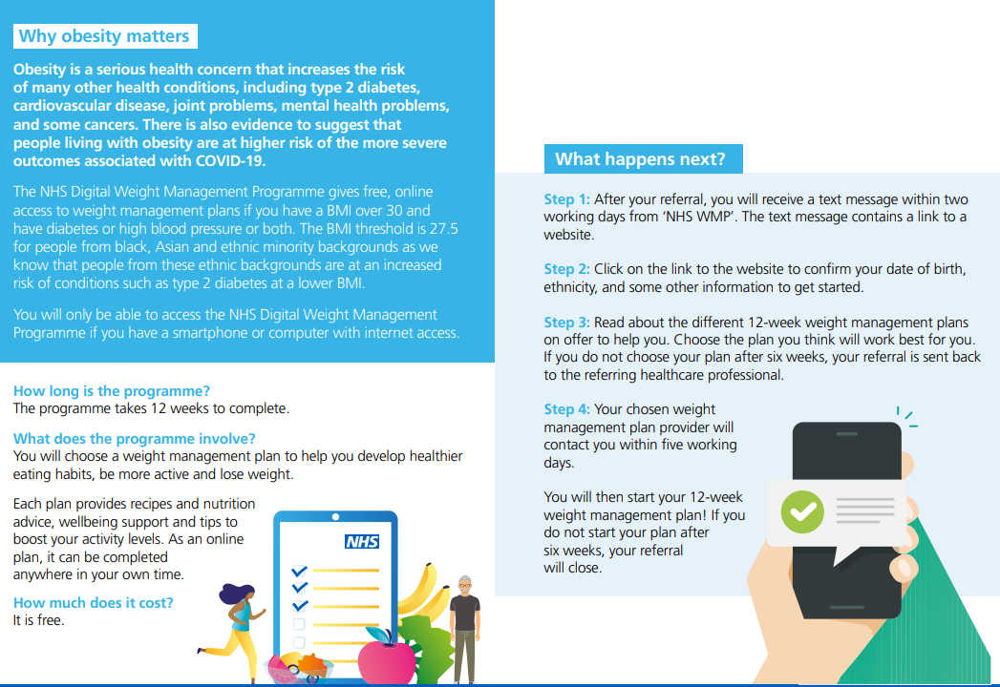 Why obesity matters
Obesity is a serious health concern that increases the risk
of many other health conditions, including type 2 diabetes,
cardiovascular disease, joint problems, mental health problems,
and some cancers. There is also evidence to suggest that
people living with obesity are at higher risk of the more severe
outcomes associated with COVID-19.
The NHS Digital Weight Management Programme gives free, online
access to weight management plans if you have a BMI over 30 and
have diabetes or high blood pressure or both. The BMI threshold is 27.5
for people from black, Asian and ethnic minority backgrounds as we
know that people from these ethnic backgrounds are at an increased
risk of conditions such as type 2 diabetes at a lower BMI.
You will only be able to access the NHS Digital Weight Management
Programme if you have a smartphone or computer with internet access.
How long is the programme?
The programme takes 12 weeks to complete.
What does the programme involve?
You will choose a weight management plan to help you develop healthier
eating habits, be more active and lose weight.
Each plan provides recipes and nutrition
advice, wellbeing support and tips to
boost your activity levels. As an online
plan, it can be completed
anywhere in your own time.
How much does it cost?
It is free.
NHS
What happens next?
Step 1: After your referral, you will receive a text message within two
working days from ‘NHS WMP’. The text message contains a link to a
website.
Step 2: Click on the link to the website to confirm your date of birth,
ethnicity, and some other information to get started.
Step 3: Read about the different 12-week weight management plans
on offer to help you. Choose the plan you think will work best for you.
If you do not choose your plan after six weeks, your referral is sent back
to the referring healthcare professional.
Step 4: Your chosen weight
management plan provider will
contact you within five working
days.
You will then start your 12-week
weight management plan! If you
do not start your plan after
six weeks, your referral
will close.